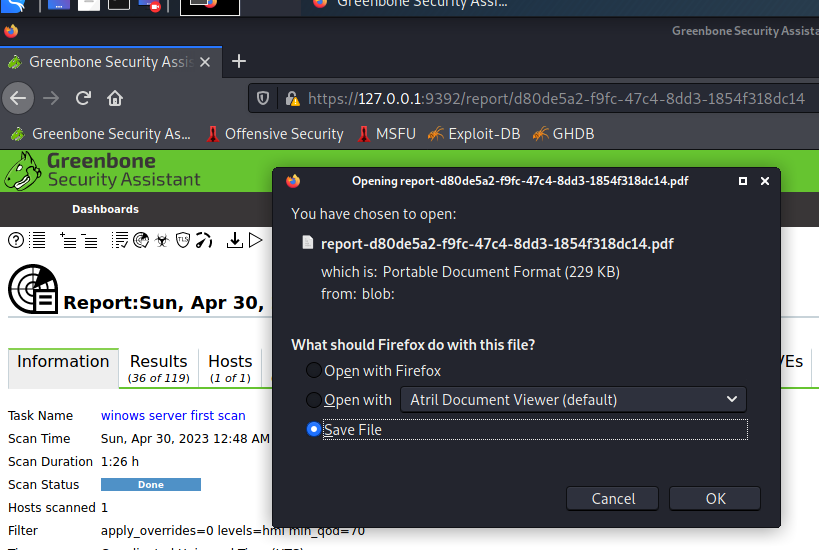 Greenbone Security Assi...
Greenbone Security Assista
Greenbone Security Assis
https://127.0.0.1:9392/report/d80de5a2-f9fc-47c4-8dd3-1854f318dc14
Greenbone Security As...
Offensive Security
MSFU
Exploit-DB
GHDB
Greenbone
Security Assistant
Dashboards
Opening report-d80de5a2-f9fc-47c4-8dd3-1854f318dc14.pdf
You have chosen to open:
report-d80de5a2-f9fc-47c4-8dd3-1854f318dc14.pdf
which is: Portable Document Format (229 KB)
from: blob:
What should Firefox do with this file?
Open with Firefox
Open with
Atril Document Viewer (default)
Save File
Cancel
OK
TLS
Report:Sun, Apr 30,
Information
Results
(36 of 119)
Hosts
(1 of 1)
VEs
Task Name
winows server first scan
Scan Time
Sun, Apr 30, 2023 12:48 AM
Scan Duration
1:26 h
Scan Status
Done
Hosts scanned
1
Filter
apply_overrides=0 levels=hml min_qod=70